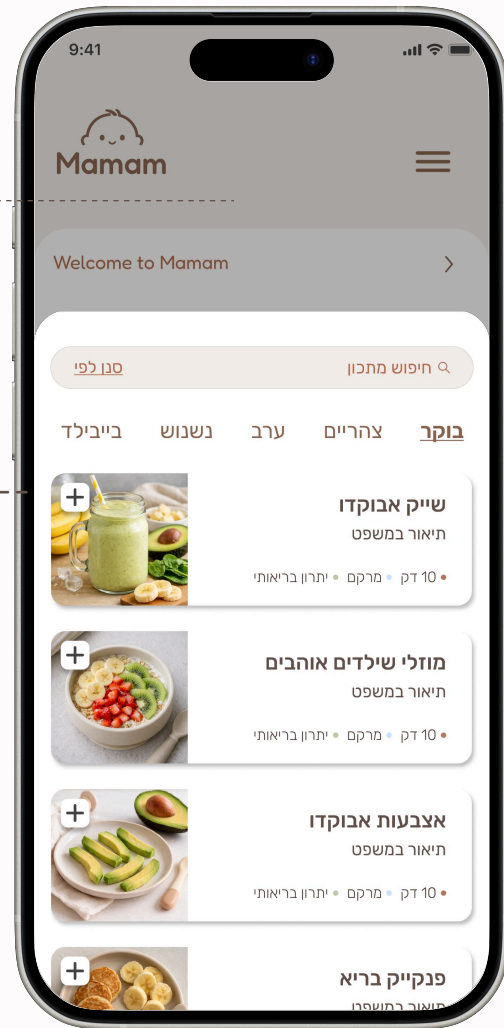 9:41
Mamam
Welcome to Mamam
חיפוש מתכון סנן לפי
בוקר צהריים ערב נשנוש בייבילד
שייק אבוקדו
תיאור במשפט
• 10 דק • מרקם • יתרון בריאותי
מוזלי שילדים אוהבים
תיאור במשפט
• 10 דק • מרקם • יתרון בריאותי
אצבעות אבוקדו
תיאור במשפט
• 10 דק • מרקם • יתרון בריאותי
פנקייק בריא
תיאור במשפט